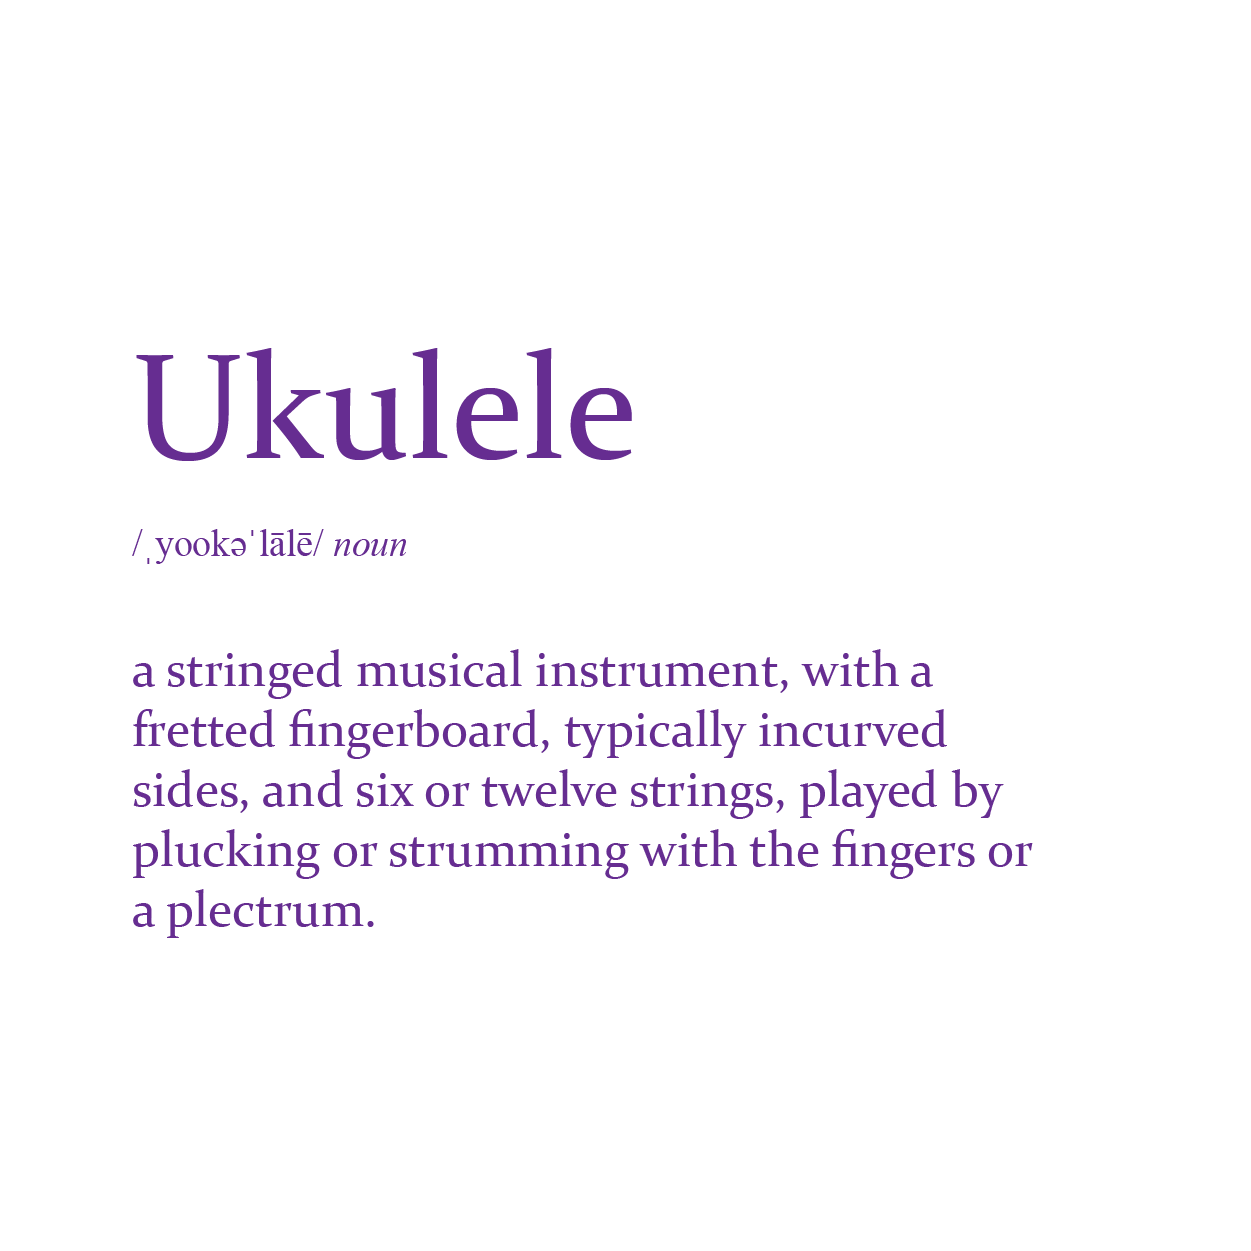 Ukulele
/ˌyookəˈlālē/ noun
a stringed musical instrument, with a
fretted fingerboard, typically incurved
sides, and six or twelve strings, played by
plucking or strumming with the fingers or
a plectrum.